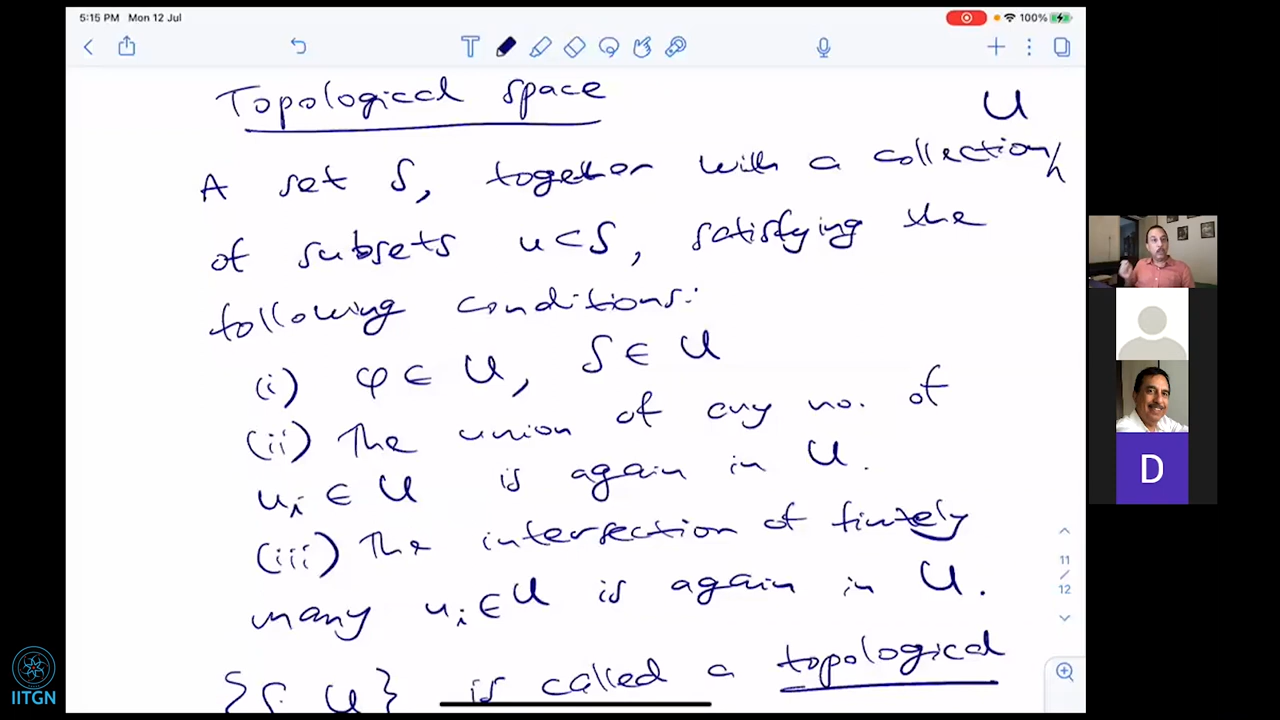 5:15 PM Mon 12 Jul
100%
Topological space
U
A set S, together with a collection
of subsets u⊂S, satisfying the
following conditions:
(i) φ ∈ U, S ∈ U
(ii) The union of any no. of
uᵢ ∈ U is again in U.
(iii) The intersection of finitely
many uᵢ ∈ U is again in U.
{S, U} is called a topological
11
/
12
D
IITGN